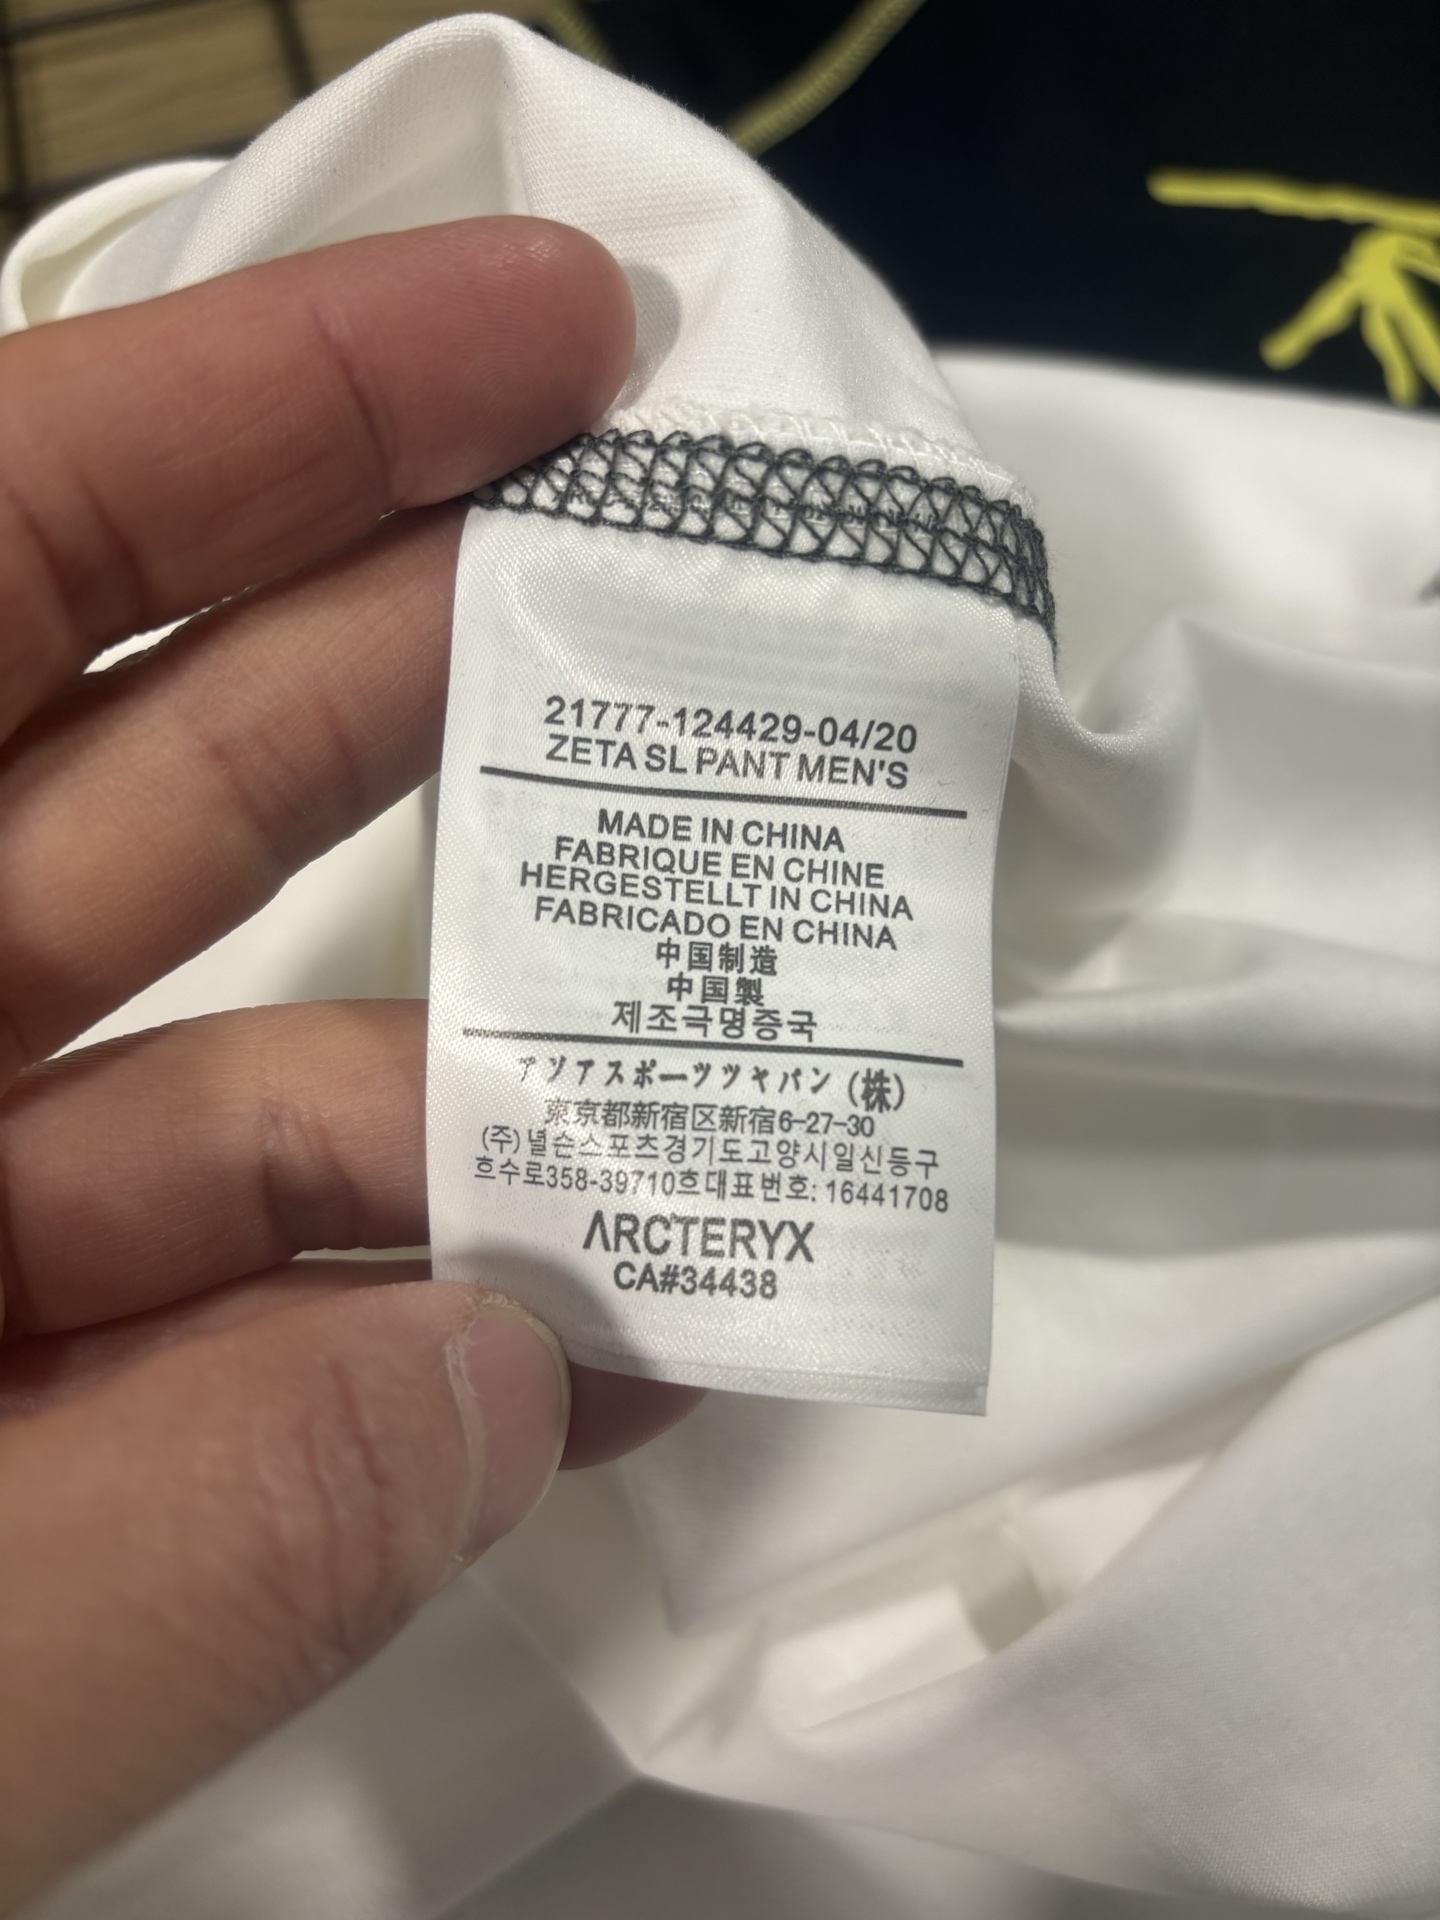 21777-124429-04/20
ZETA SL PANT MEN'S
MADE IN CHINA
FABRIQUE EN CHINE
HERGESTELLT IN CHINA
FABRICADO EN CHINA
中国制造
中国製
제조극명증국
アソアスポーツツャパン (株)
東京都新宿区新宿6-27-30
(주) 널슨스포츠경기도고양시일신등구
흐수로358-39710흐대표번호: 16441708
ARCTERYX
CA#34438